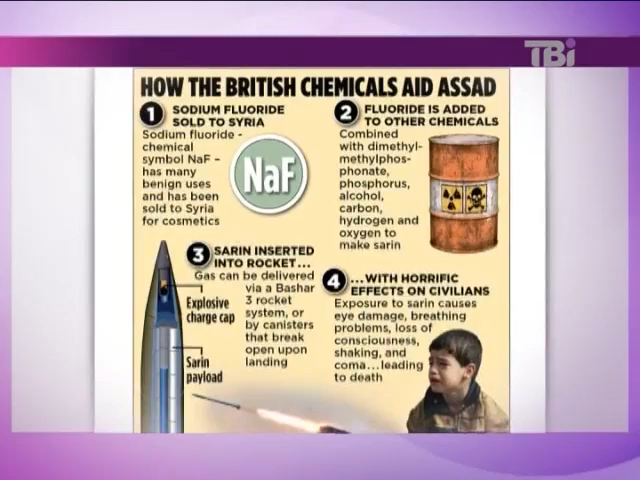 TBi
HOW THE BRITISH CHEMICALS AID ASSAD
1 SODIUM FLUORIDE
SOLD TO SYRIA
Sodium fluoride -
chemical
symbol NaF –
has many
benign uses
and has been
sold to Syria
for cosmetics
NaF
2 FLUORIDE IS ADDED
TO OTHER CHEMICALS
Combined
with dimethyl-
methylphos-
phonate,
phosphorus,
alcohol,
carbon,
hydrogen and
oxygen to
make sarin
3 SARIN INSERTED
INTO ROCKET...
Gas can be delivered
via a Bashar
3 rocket
system, or
by canisters
that break
open upon
landing
Explosive
charge cap
Sarin
payload
4 ...WITH HORRIFIC
EFFECTS ON CIVILIANS
Exposure to sarin causes
eye damage, breathing
problems, loss of
consciousness,
shaking, and
coma...leading
to death